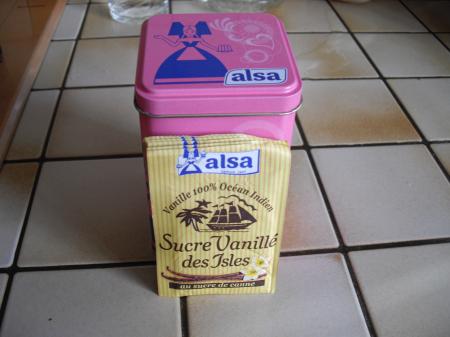 alsa
alsa
Vanille 100% Océan Indien
Sucre Vanillé
des Isles
au sucre de canne